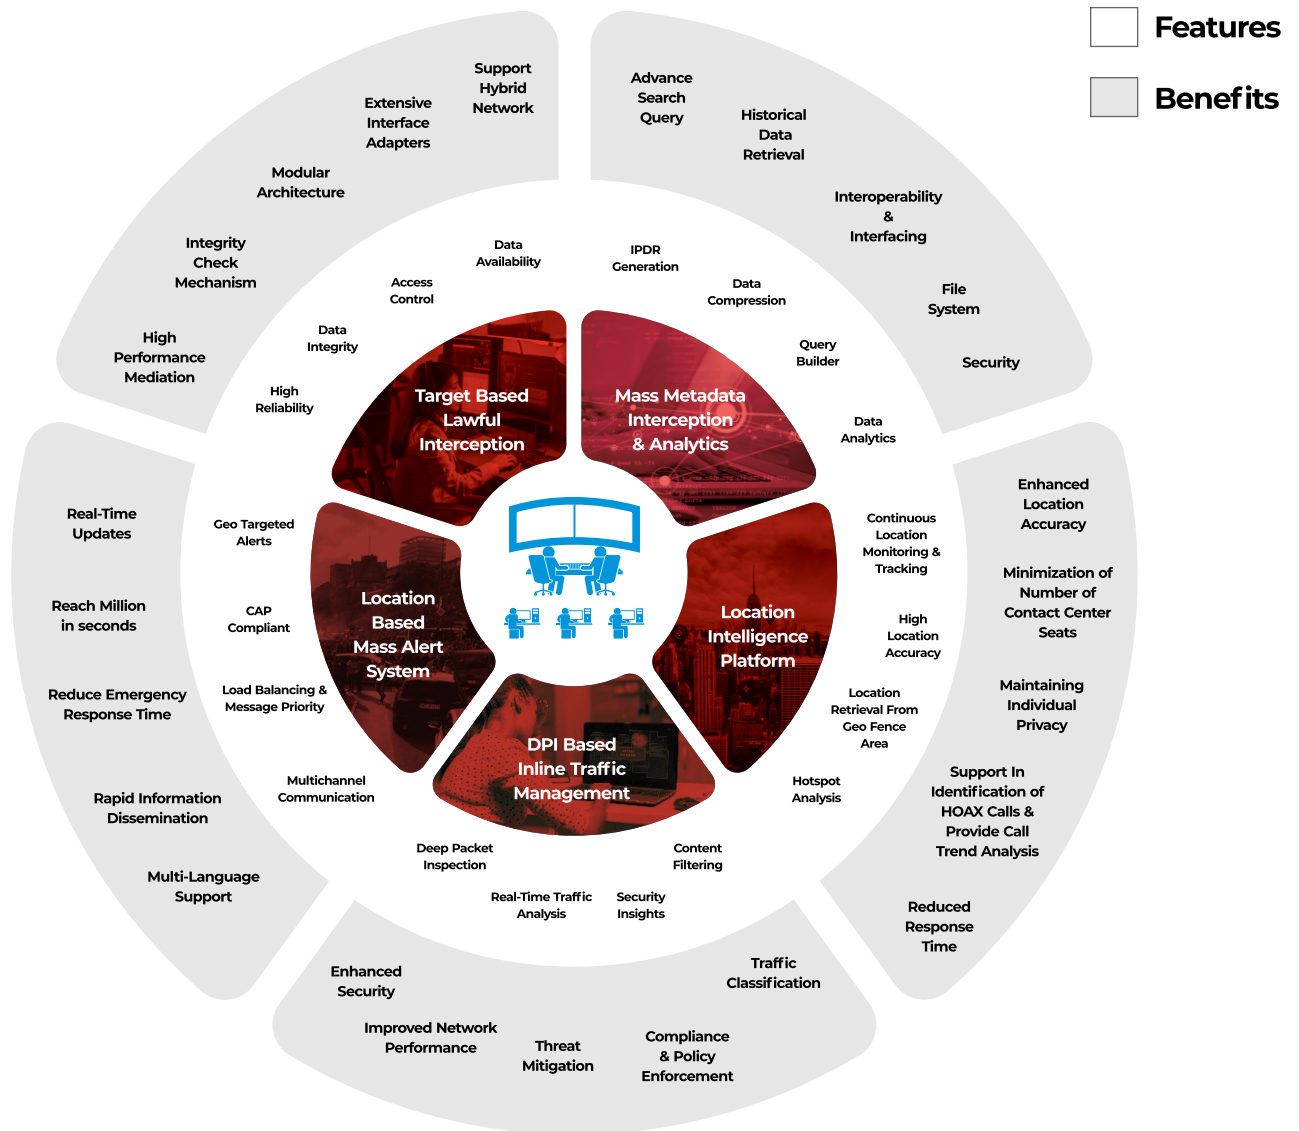 Features
Benefits
Support
Hybrid
Network
Extensive
Interface
Adapters
Modular
Architecture
Integrity
Check
Mechanism
High
Performance
Mediation
Advance
Search
Query
Historical
Data
Retrieval
Interoperability
&
Interfacing
File
System
Security
Data
Availability
Access
Control
Data
Integrity
High
Reliability
IPDR
Generation
Data
Compression
Query
Builder
Data
Analytics
Target Based
Lawful
Interception
Mass Metadata
Interception
& Analytics
Real-Time
Updates
Reach Million
in seconds
Reduce Emergency
Response Time
Rapid Information
Dissemination
Multi-Language
Support
Geo Targeted
Alerts
CAP
Compliant
Load Balancing &
Message Priority
Multichannel
Communication
Location
Based
Mass Alert
System
Location
Intelligence
Platform
Continuous
Location
Monitoring &
Tracking
High
Location
Accuracy
Location
Retrieval From
Geo Fence
Area
Hotspot
Analysis
Enhanced
Location
Accuracy
Minimization of
Number of
Contact Center
Seats
Maintaining
Individual
Privacy
Support In
Identification of
HOAX Calls &
Provide Call
Trend Analysis
Reduced
Response
Time
DPI Based
Inline Traffic
Management
Deep Packet
Inspection
Real-Time Traffic
Analysis
Security
Insights
Content
Filtering
Enhanced
Security
Improved Network
Performance
Threat
Mitigation
Compliance
& Policy
Enforcement
Traffic
Classification